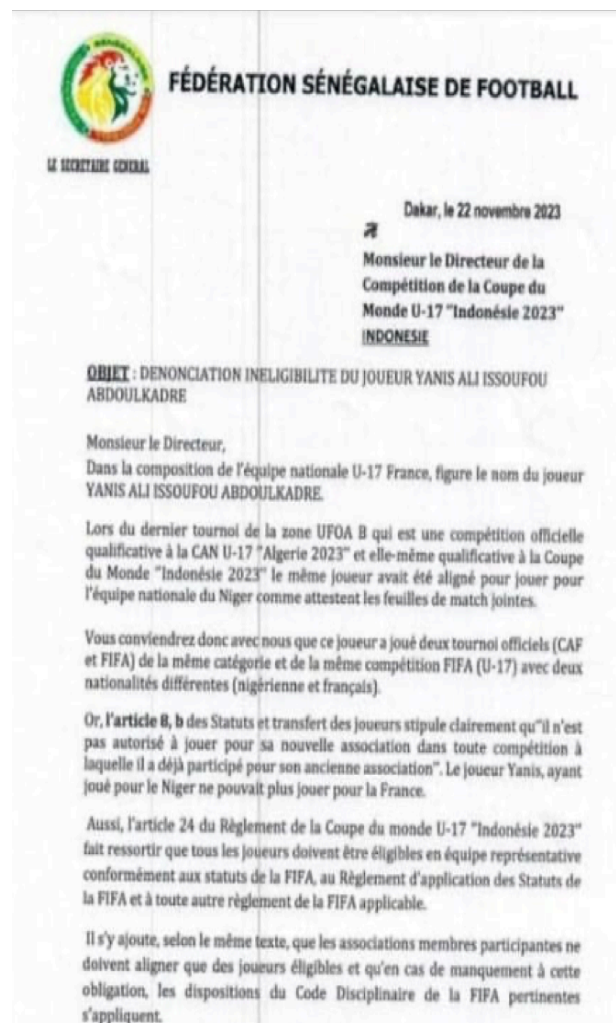 FÉDÉRATION SÉNÉGALAISE DE FOOTBALL
LE SECRETAIRE GENERAL
Dakar, le 22 novembre 2023
Monsieur le Directeur de la
Compétition de la Coupe du
Monde U-17 "Indonésie 2023"
INDONESIE
OBJET : DENONCIATION INELIGIBILITE DU JOUEUR YANIS ALI ISSOUFOU
ABDOULKADRE
Monsieur le Directeur,
Dans la composition de l'équipe nationale U-17 France, figure le nom du joueur
YANIS ALI ISSOUFOU ABDOULKADRE.
Lors du dernier tournoi de la zone UFOA B qui est une compétition officielle
qualificative à la CAN U-17 "Algerie 2023" et elle-même qualificative à la Coupe
du Monde "Indonésie 2023" le même joueur avait été aligné pour jouer pour
l'équipe nationale du Niger comme attestent les feuilles de match jointes.
Vous conviendrez donc avec nous que ce joueur a joué deux tournoi officiels (CAF
et FIFA) de la même catégorie et de la même compétition FIFA (U-17) avec deux
nationalités différentes (nigérienne et français).
Or, l'article 8, b des Statuts et transfert des joueurs stipule clairement qu'"il n'est
pas autorisé à jouer pour sa nouvelle association dans toute compétition à
laquelle il a déjà participé pour son ancienne association". Le joueur Yanis, ayant
joué pour le Niger ne pouvait plus jouer pour la France.
Aussi, l'article 24 du Règlement de la Coupe du monde U-17 "Indonésie 2023"
fait ressortir que tous les joueurs doivent être éligibles en équipe représentative
conformément aux statuts de la FIFA, au Règlement d'application des Statuts de
la FIFA et à toute autre règlement de la FIFA applicable.
Il s'y ajoute, selon le même texte, que les associations membres participantes ne
doivent aligner que des joueurs éligibles et qu'en cas de manquement à cette
obligation, les dispositions du Code Disciplinaire de la FIFA pertinentes
s'appliquent.